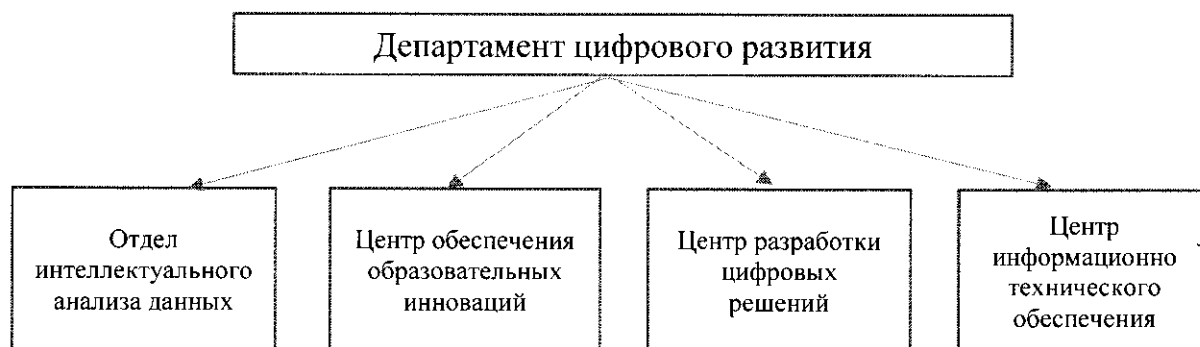 Департамент цифрового развития
Отдел
интеллектуального
анализа данных
Центр обеспечения
образовательных
инноваций
Центр разработки
цифровых
решений
Центр
информационно
технического
обеспечения